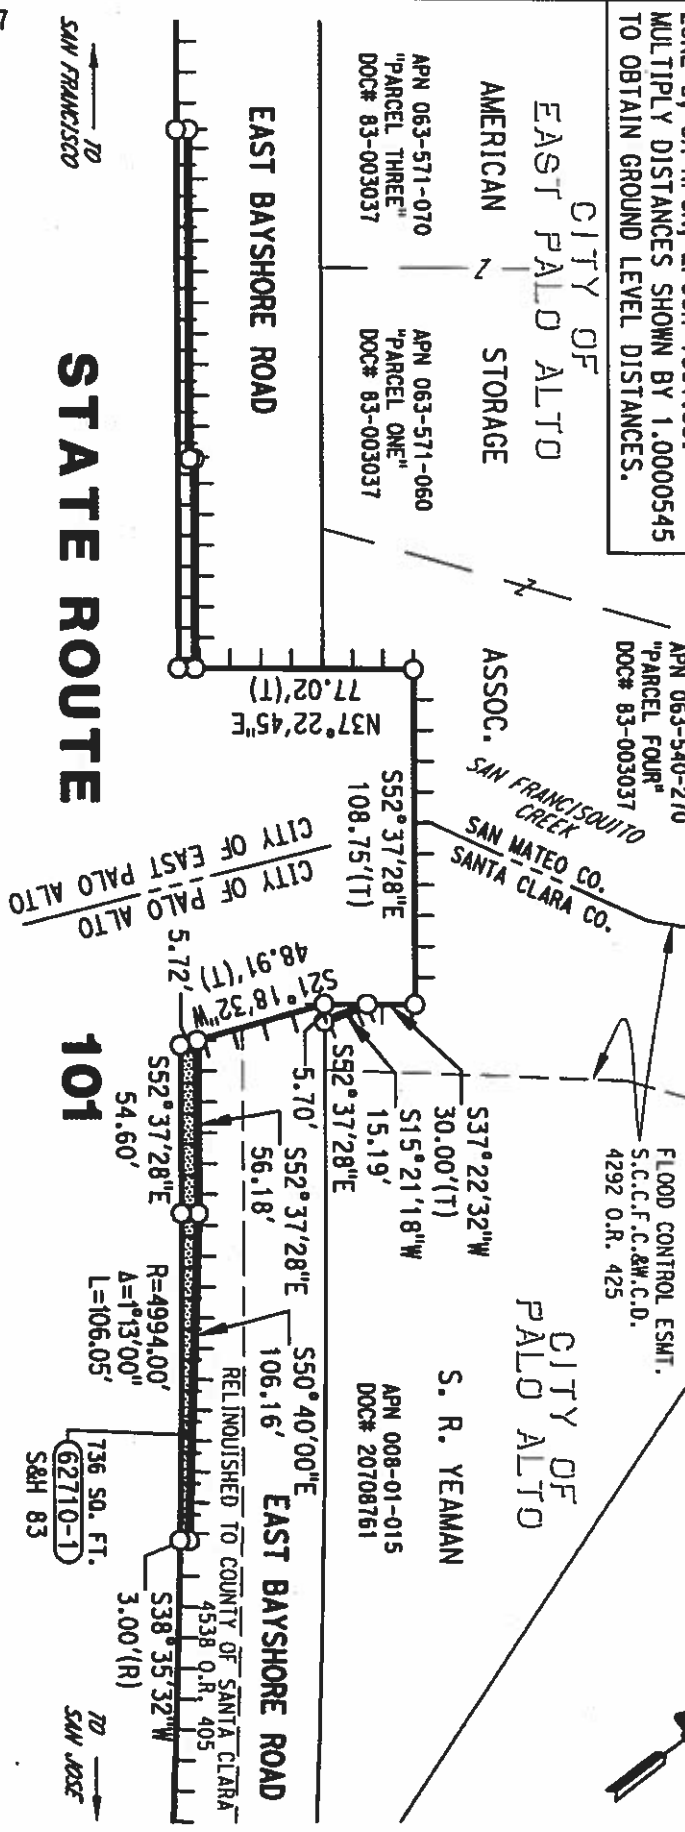 MULTIPLY DISTANCES SHOWN BY 1.0000545
TO OBTAIN GROUND LEVEL DISTANCES.
CITY OF
EAST PALO ALTO
AMERICAN
STORAGE
ASSOC.
APN 063-571-070
"PARCEL THREE"
DOC# 83-003037
APN 063-571-060
"PARCEL ONE"
DOC# 83-003037
APN 063-540-270
"PARCEL FOUR"
DOC# 83-003037
SAN FRANCISQUITO
CREEK
SAN MATEO CO.
SANTA CLARA CO.
FLOOD CONTROL ESMT.
S.C.C.F.C.&W.C.D.
4292 O.R. 425
CITY OF
PALO ALTO
S. R. YEAMAN
APN 008-01-015
DOC# 20708761
EAST BAYSHORE ROAD
N37°22'45"E
77.02'(T)
S52°37'28"E
108.75'(T)
S37°22'32"W
30.00'(T)
S15°21'18"W
15.19'
S52°37'28"E
5.70'
S21°18'32"W
48.91'(T)
5.72'
CITY OF EAST PALO ALTO
CITY OF PALO ALTO
S52°37'28"E
56.18'
S50°40'00"E
106.16'
EAST BAYSHORE ROAD
RELINQUISHED TO COUNTY OF SANTA CLARA
4538 O.R. 405
S52°37'28"E
54.60'
R=4994.00'
Δ=1°13'00"
L=106.05'
736 SQ. FT.
62710-1
S&H 83
S38°35'32"W
3.00'(R)
TO
SAN FRANCISCO
STATE ROUTE 101
TO
SAN JOSE
7